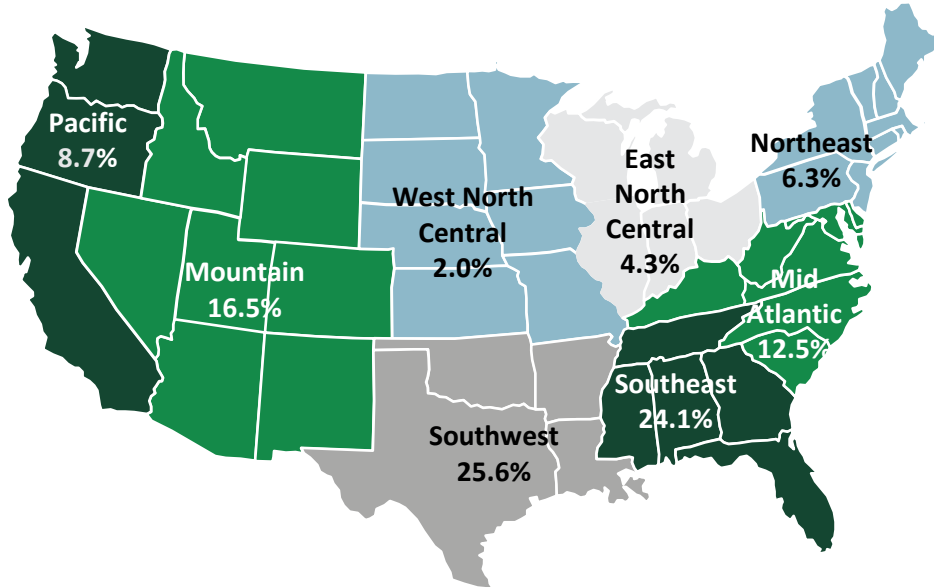 Pacific
8.7%
Mountain
16.5%
West North
Central
2.0%
East
North
Central
4.3%
Northeast
6.3%
Mid
Atlantic
12.5%
Southeast
24.1%
Southwest
25.6%